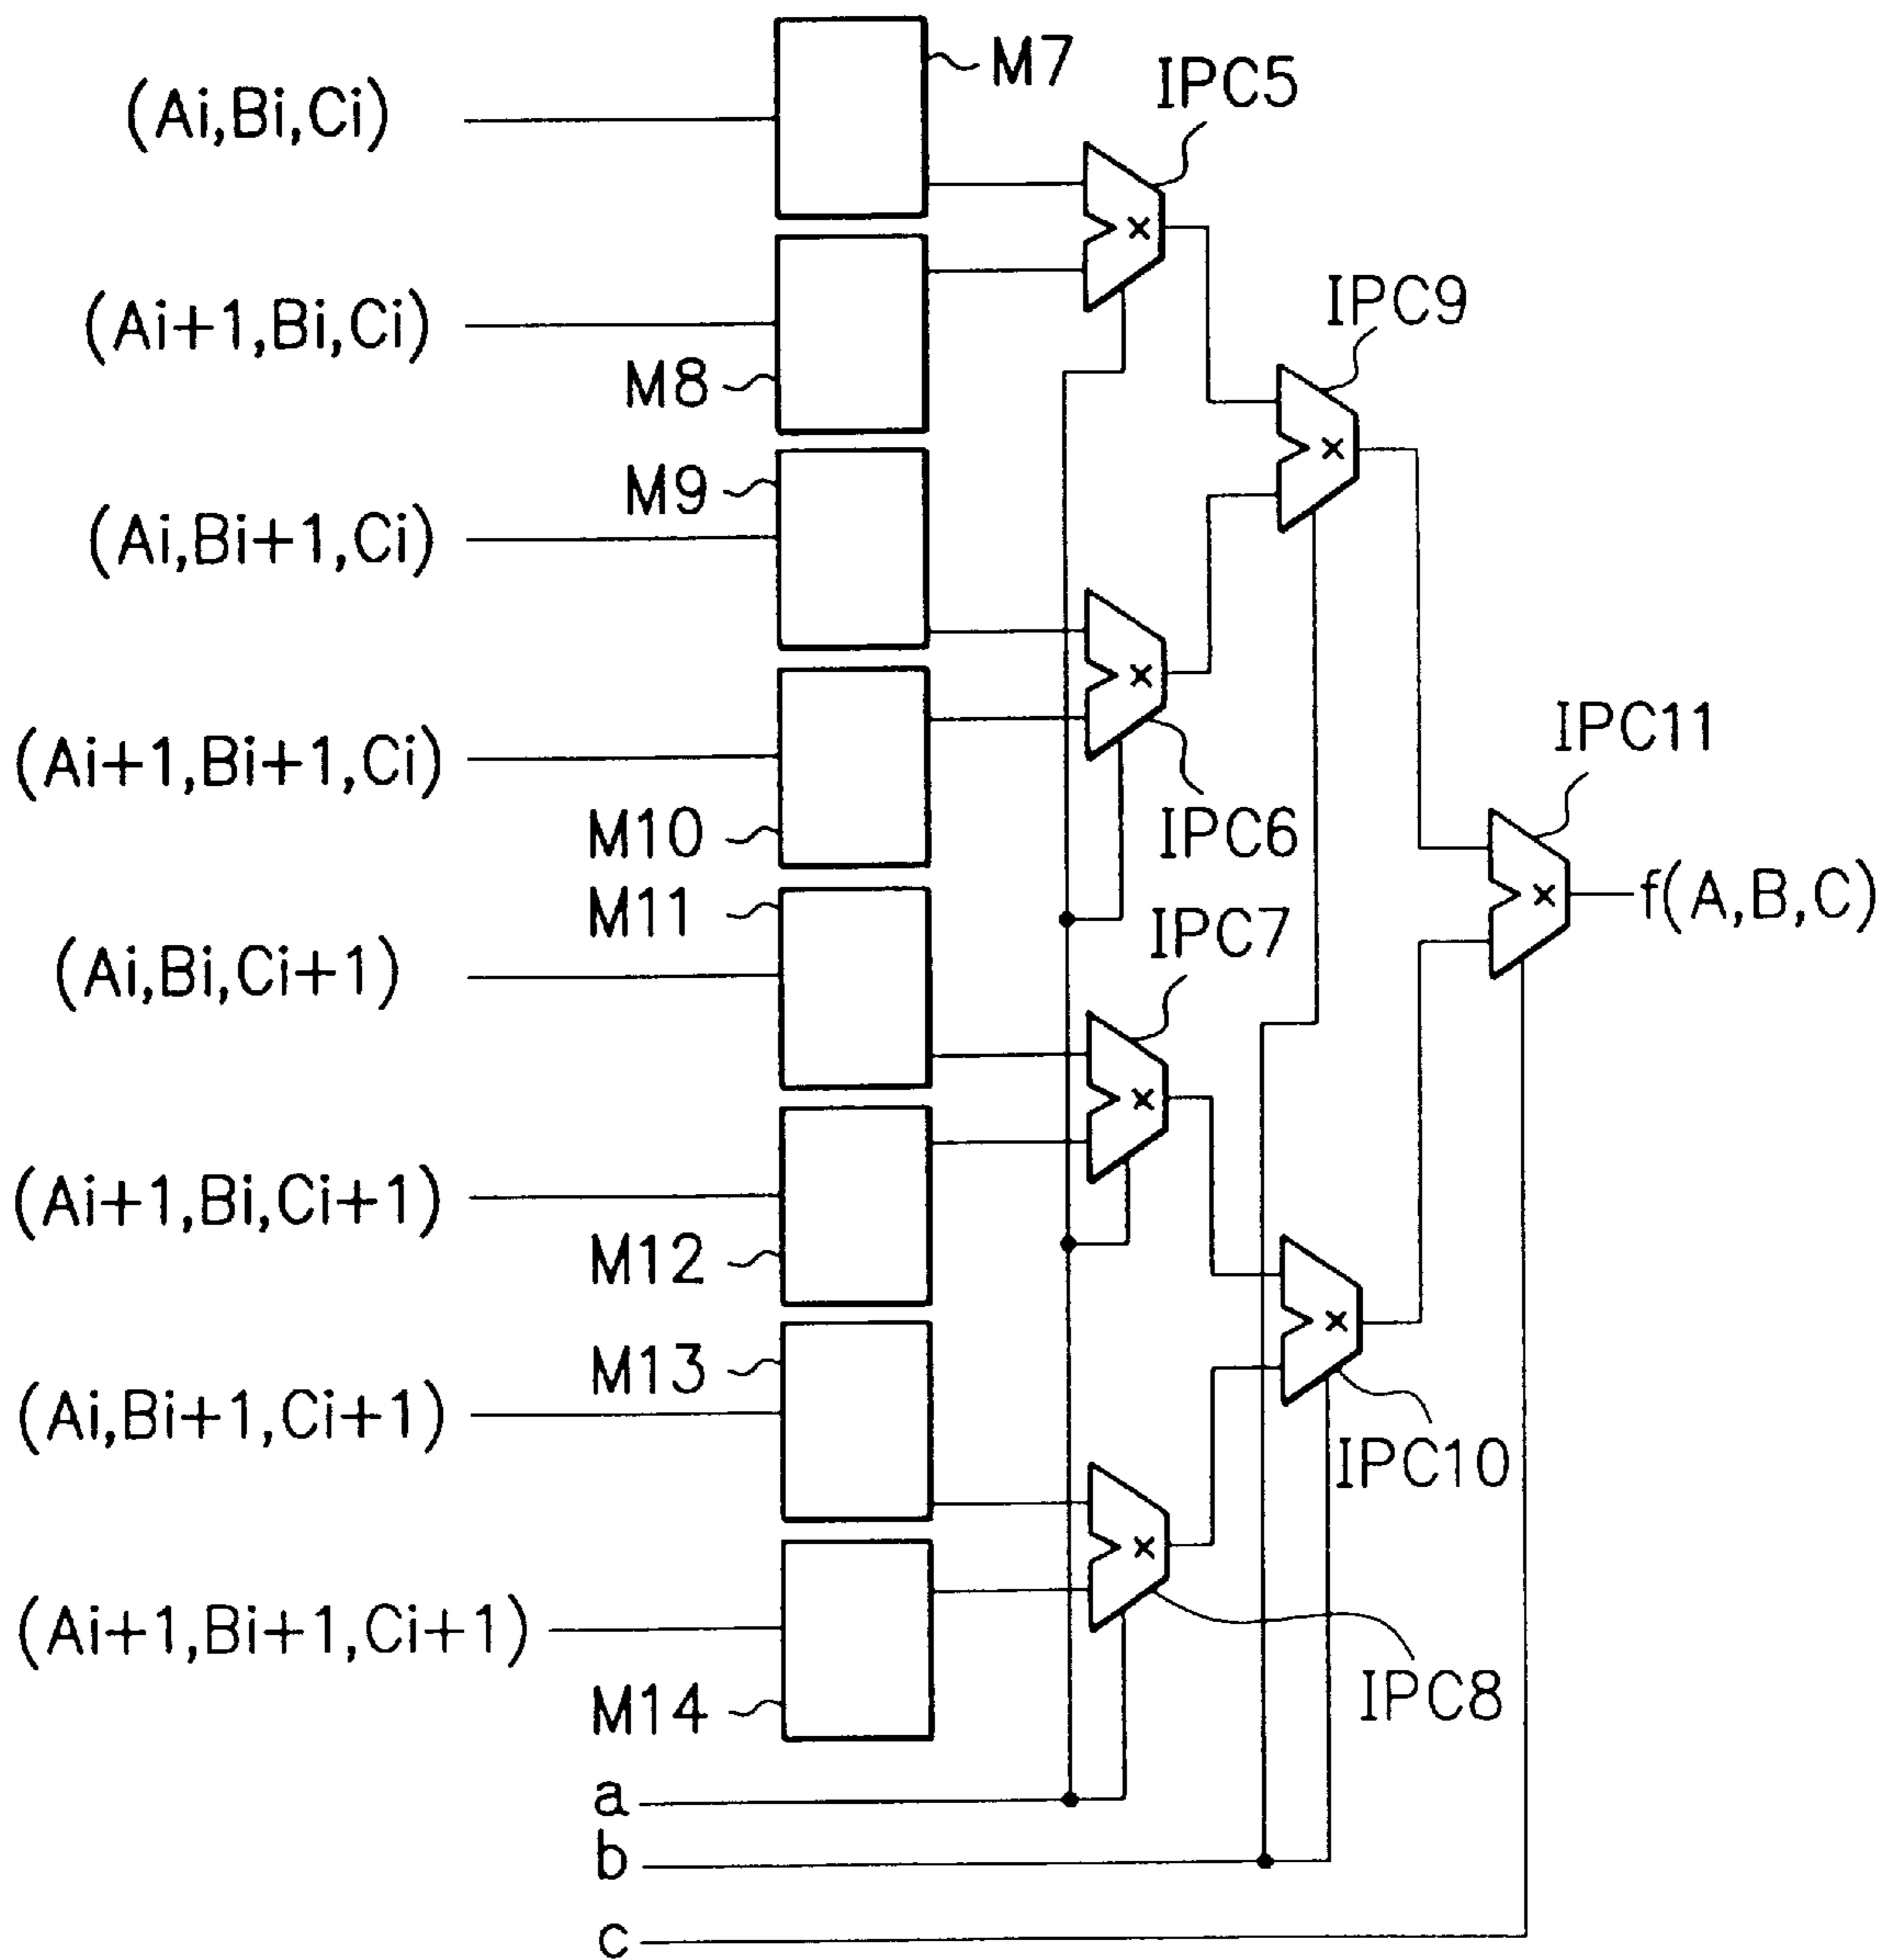 M7
IPC5
(Ai,Bi,Ci)
IPC9
(Ai+1,Bi,Ci)
M8
M9
(Ai,Bi+1,Ci)
IPC11
(Ai+1,Bi+1,Ci)
M10
IPC6
f(A,B,C)
M11
IPC7
(Ai,Bi,Ci+1)
(Ai+1,Bi,Ci+1)
M12
M13
(Ai,Bi+1,Ci+1)
IPC10
(Ai+1,Bi+1,Ci+1)
IPC8
M14
a
b
c